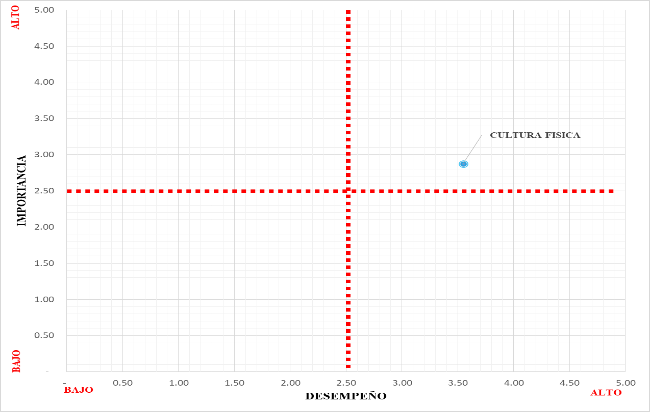 ALTO
5.00
4.50
4.00
3.50
CULTURA FISICA
3.00
IMPORTANCIA
2.50
2.00
1.50
1.00
0.50
BAJO
-
- 0.50 1.00 1.50 2.00 2.50 3.00 3.50 4.00 4.50 5.00
BAJO
DESEMPEÑO
ALTO